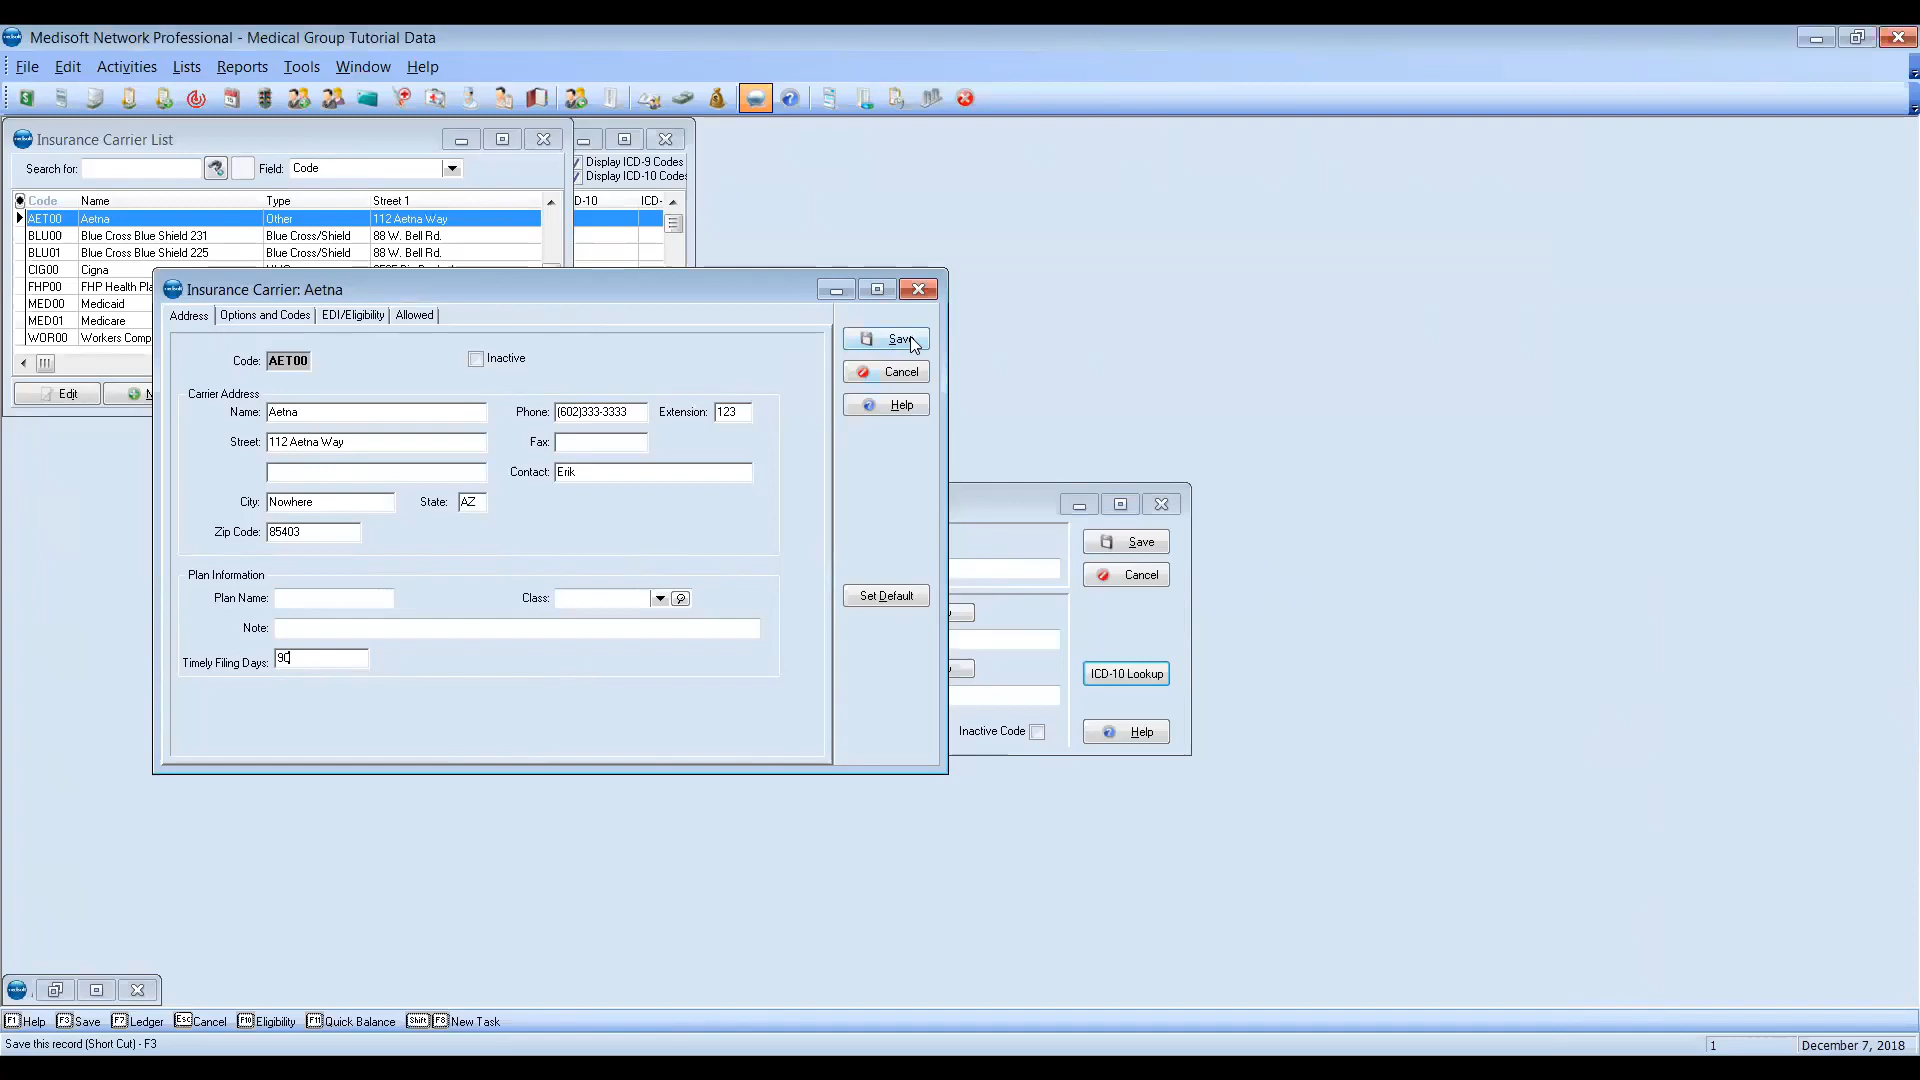 Medisoft Network Professional - Medical Group Tutorial Data
File Edit Activities Lists Reports Tools Window Help
Insurance Carrier List
Search for: Field: Code
Display ICD-9 Codes
Display ICD-10 Codes
Code Name Type Street 1
D-10 ICD-
AET00 Aetna Other 112 Aetna Way
BLU00 Blue Cross Blue Shield 231 Blue Cross/Shield 88 W. Bell Rd.
BLU01 Blue Cross Blue Shield 225 Blue Cross/Shield 88 W. Bell Rd.
CIG00 Cigna
FHP00 FHP Health Pla
MED00 Medicaid
MED01 Medicare
WOR00 Workers Comp
Edit N
Insurance Carrier: Aetna
Address Options and Codes EDI/Eligibility Allowed
Code: AET00 Inactive
Save
Cancel
Help
Carrier Address
Name: Aetna Phone: (602)333-3333 Extension: 123
Street: 112 Aetna Way Fax:
Contact: Erik
City: Nowhere State: AZ
Zip Code: 85403
Plan Information
Plan Name: Class:
Set Default
Note:
Timely Filing Days: 90
Save
Cancel
ICD-10 Lookup
Inactive Code
Help
F1 Help F3 Save F7 Ledger Esc Cancel F10 Eligibility F11 Quick Balance Shift F8 New Task
Save this record (Short Cut) - F3
1 December 7, 2018